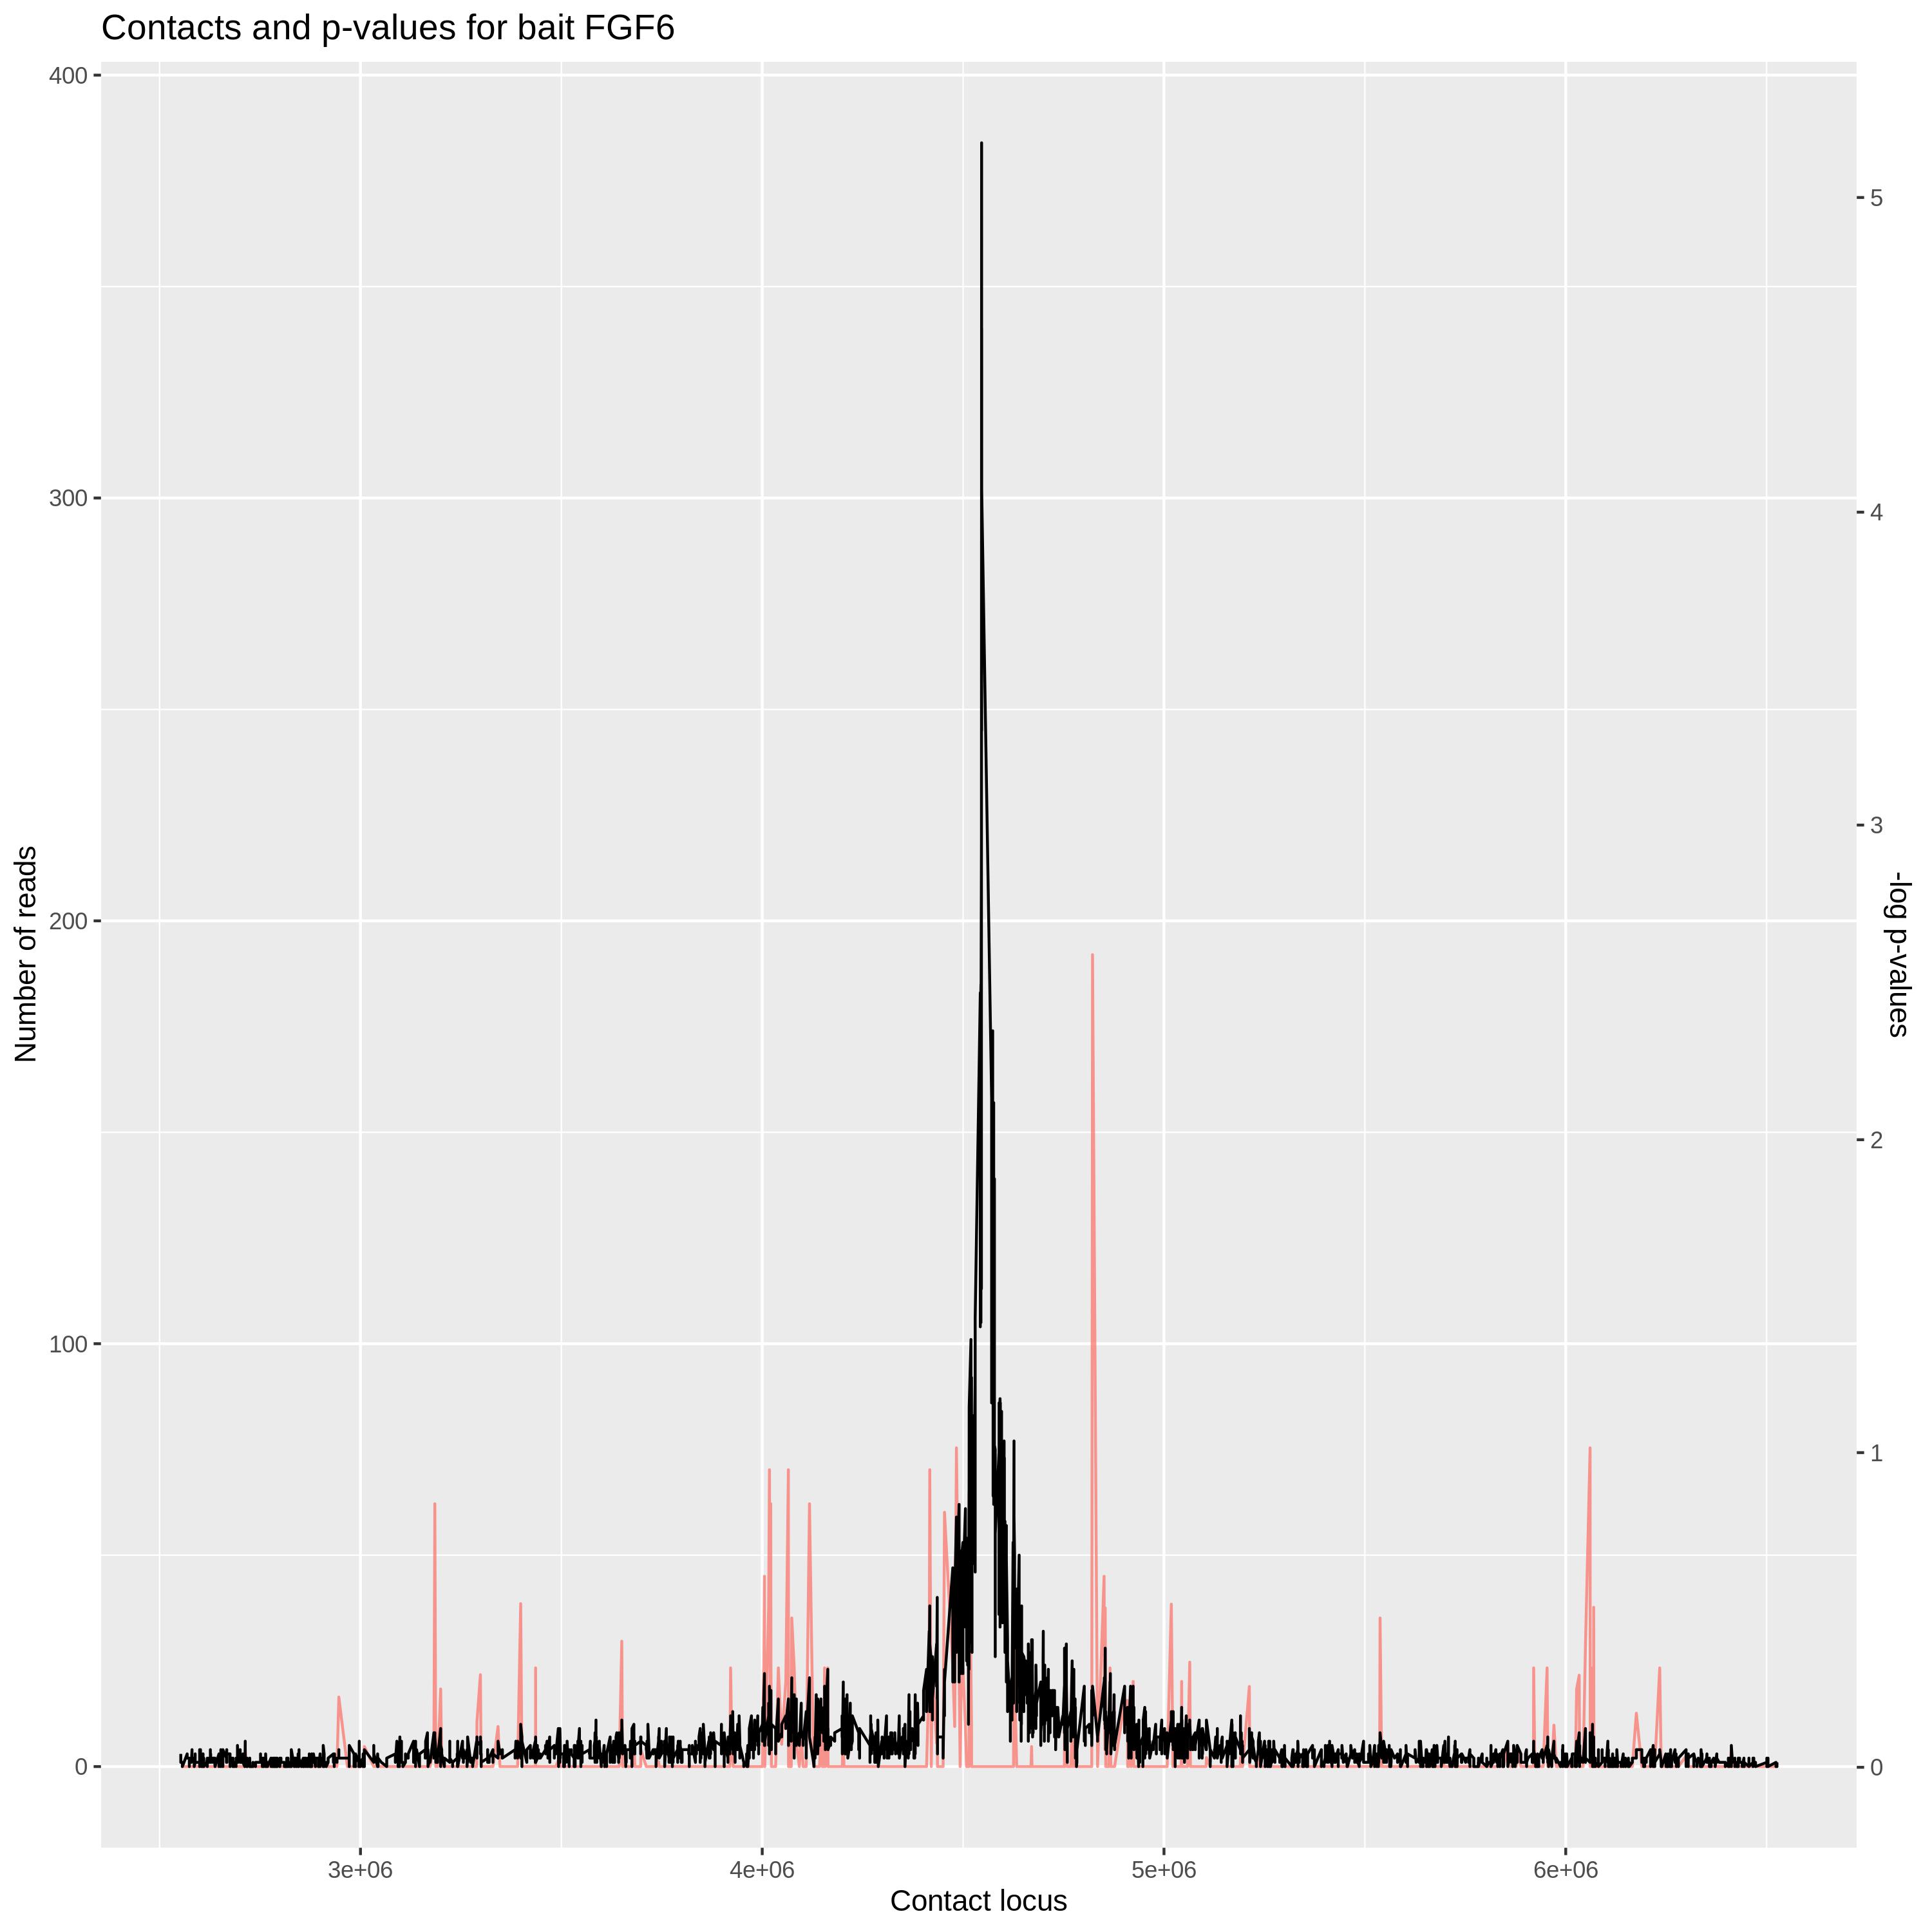 Contacts and p-values for bait FGF6
400
300
200
100
0
Number of reads
5
4
3
2
1
0
-log p-values
3e+06
4e+06
5e+06
6e+06
Contact locus